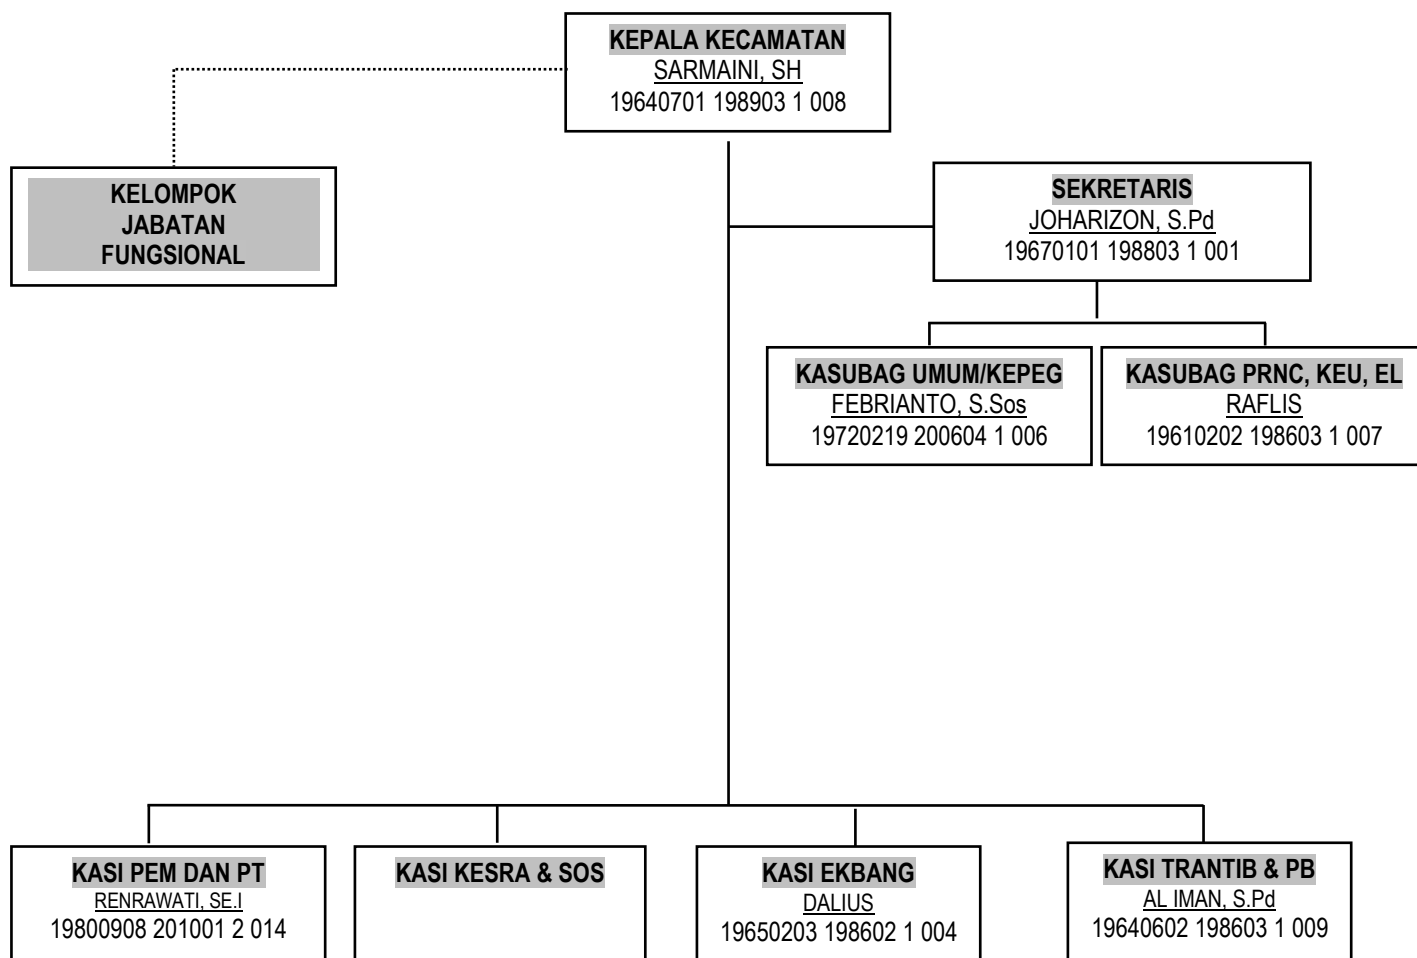 KEPALA KECAMATAN
SARMAINI, SH
19640701 198903 1 008
KELOMPOK
JABATAN
FUNGSIONAL
SEKRETARIS
JOHARIZON, S.Pd
19670101 198803 1 001
KASUBAG UMUM/KEPEG
FEBRIANTO, S.Sos
19720219 200604 1 006
KASUBAG PRNC, KEU, EL
RAFLIS
19610202 198603 1 007
KASI PEM DAN PT
RENRAWATI, SE.I
19800908 201001 2 014
KASI KESRA & SOS
KASI EKBANG
DALIUS
19650203 198602 1 004
KASI TRANTIB & PB
AL IMAN, S.Pd
19640602 198603 1 009